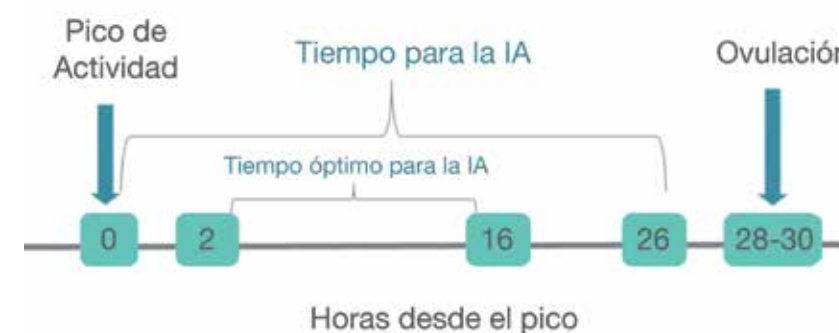 Pico de
Actividad
Tiempo para la IA
Ovulación
Tiempo óptimo para la IA
0
2
16
26
28-30
Horas desde el pico